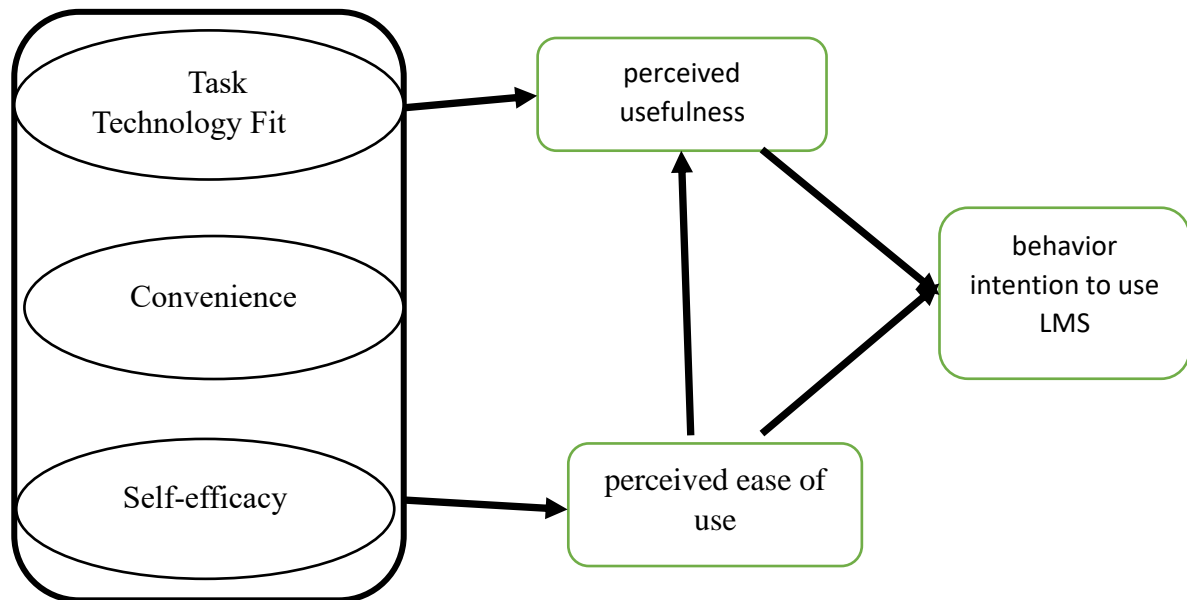 Task
Technology Fit
Convenience
Self-efficacy
perceived
usefulness
perceived ease of
use
behavior
intention to use
LMS